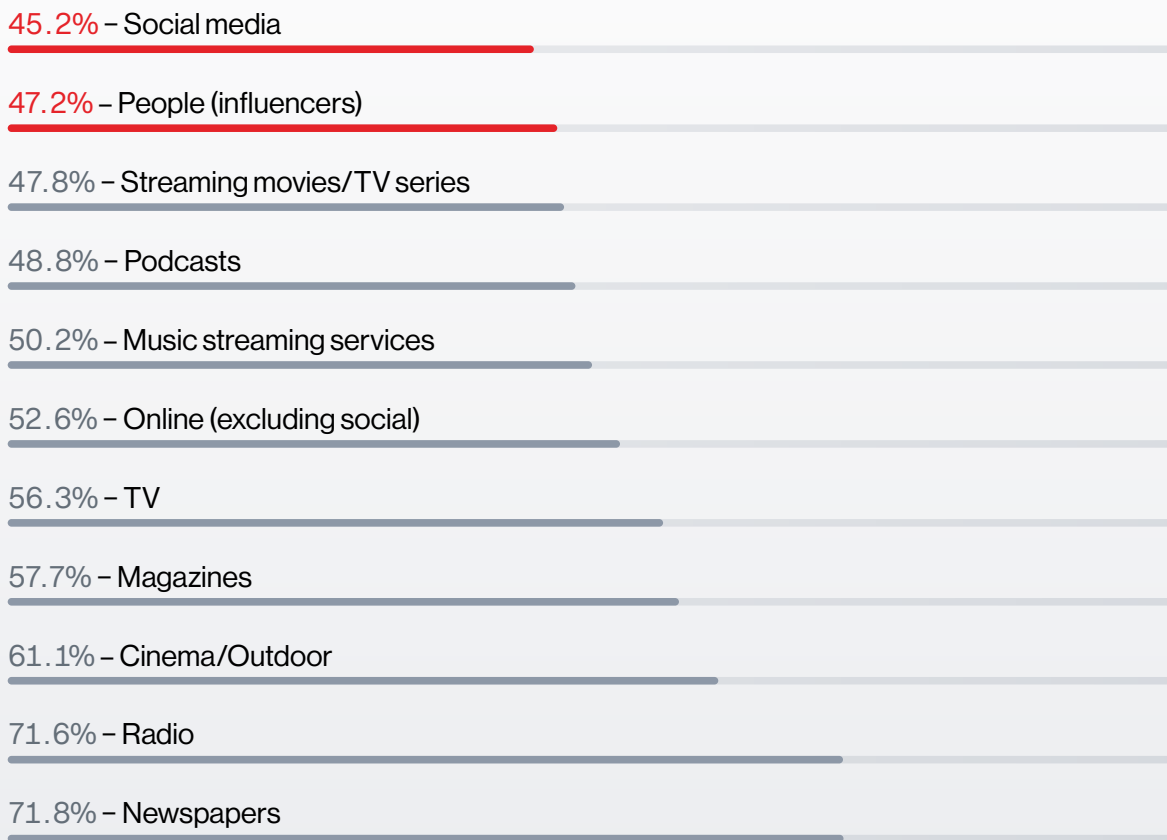 45.2% – Social media
47.2% – People (influencers)
47.8% – Streaming movies/TV series
48.8% – Podcasts
50.2% – Music streaming services
52.6% – Online (excluding social)
56.3% – TV
57.7% – Magazines
61.1% – Cinema/Outdoor
71.6% – Radio
71.8% – Newspapers